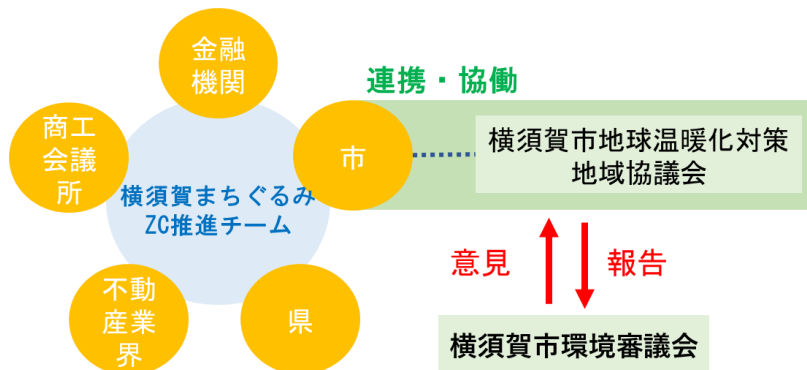 金融
機関
連携・協働
商工
会議
所
市
横須賀市地球温暖化対策
地域協議会
横須賀まちぐるみ
ZC推進チーム
意見
報告
不動
産業
界
県
横須賀市環境審議会